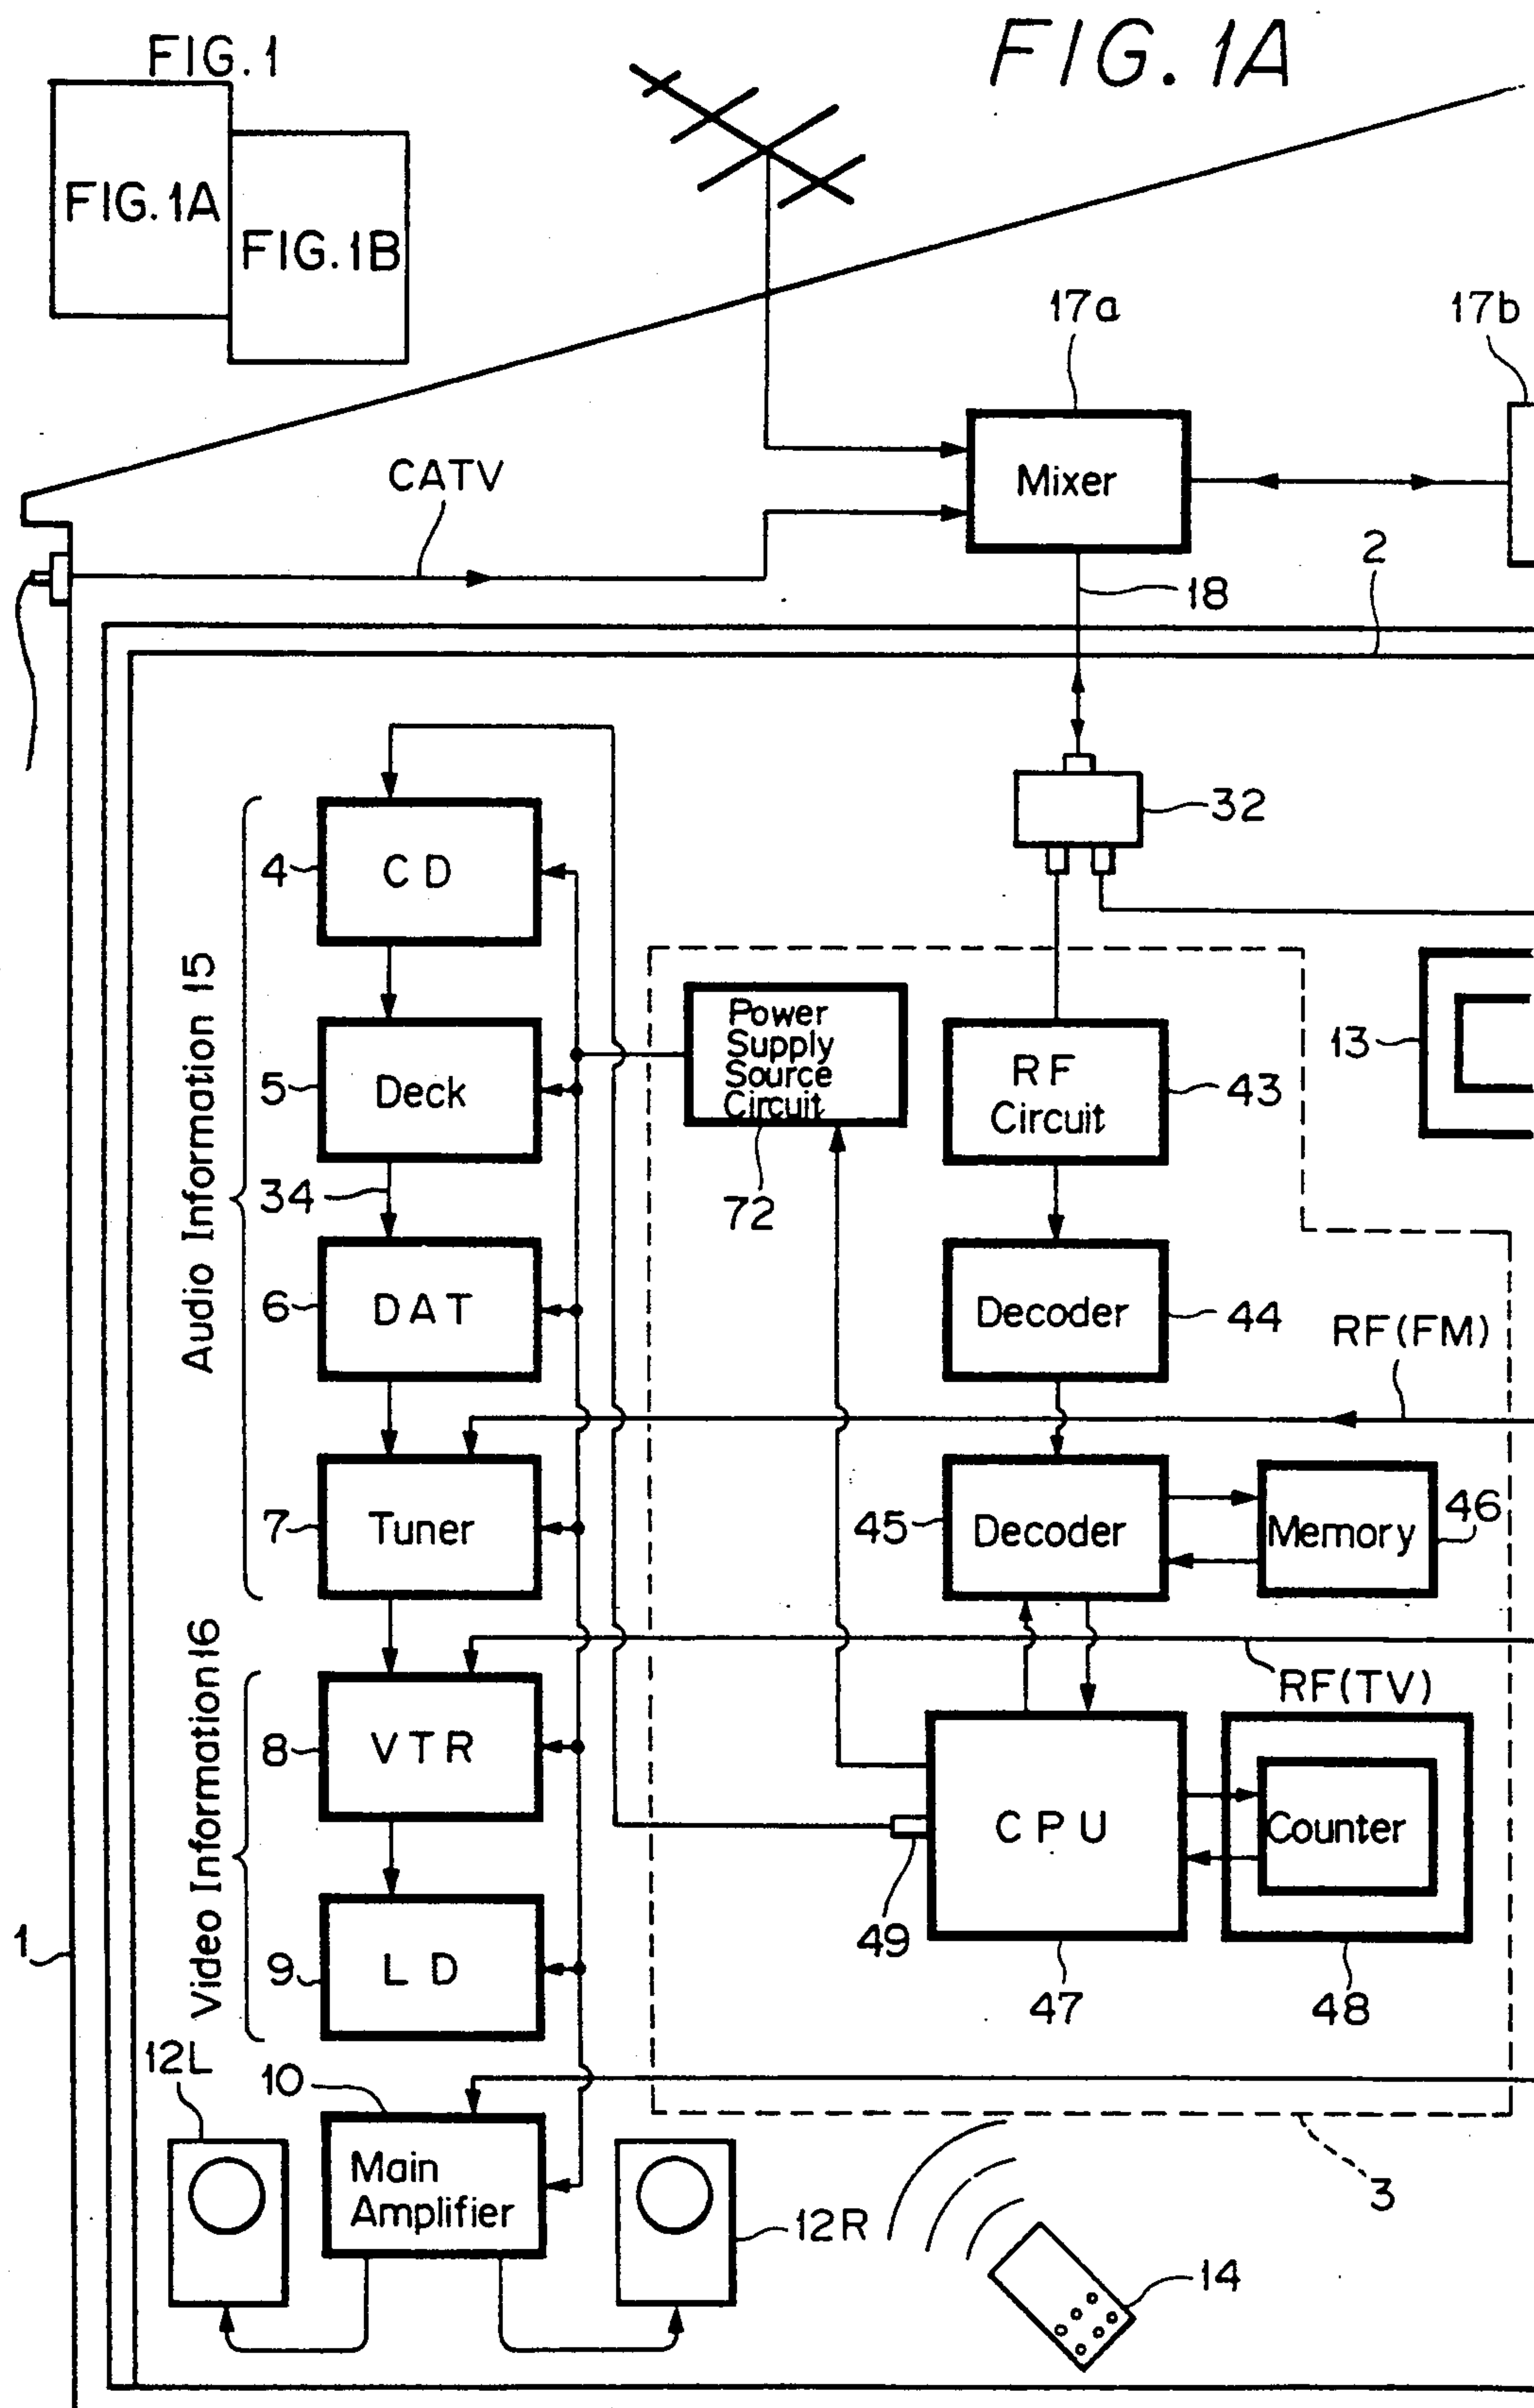 FIG. 1
FIG. 1A
FIG. 1A
FIG. 1B
17a
17b
Mixer
CATV
2
18
32
4
CD
Audio Information 15
Power
Supply
Source
Circuit
RF
Circuit
43
13
5
Deck
34
72
6
DAT
Decoder
44
RF(FM)
7
Tuner
45
Decoder
Memory
46
Video Information 16
RF(TV)
8
VTR
CPU
Counter
49
1
9
LD
47
48
12L
10
Main
Amplifier
12R
3
14